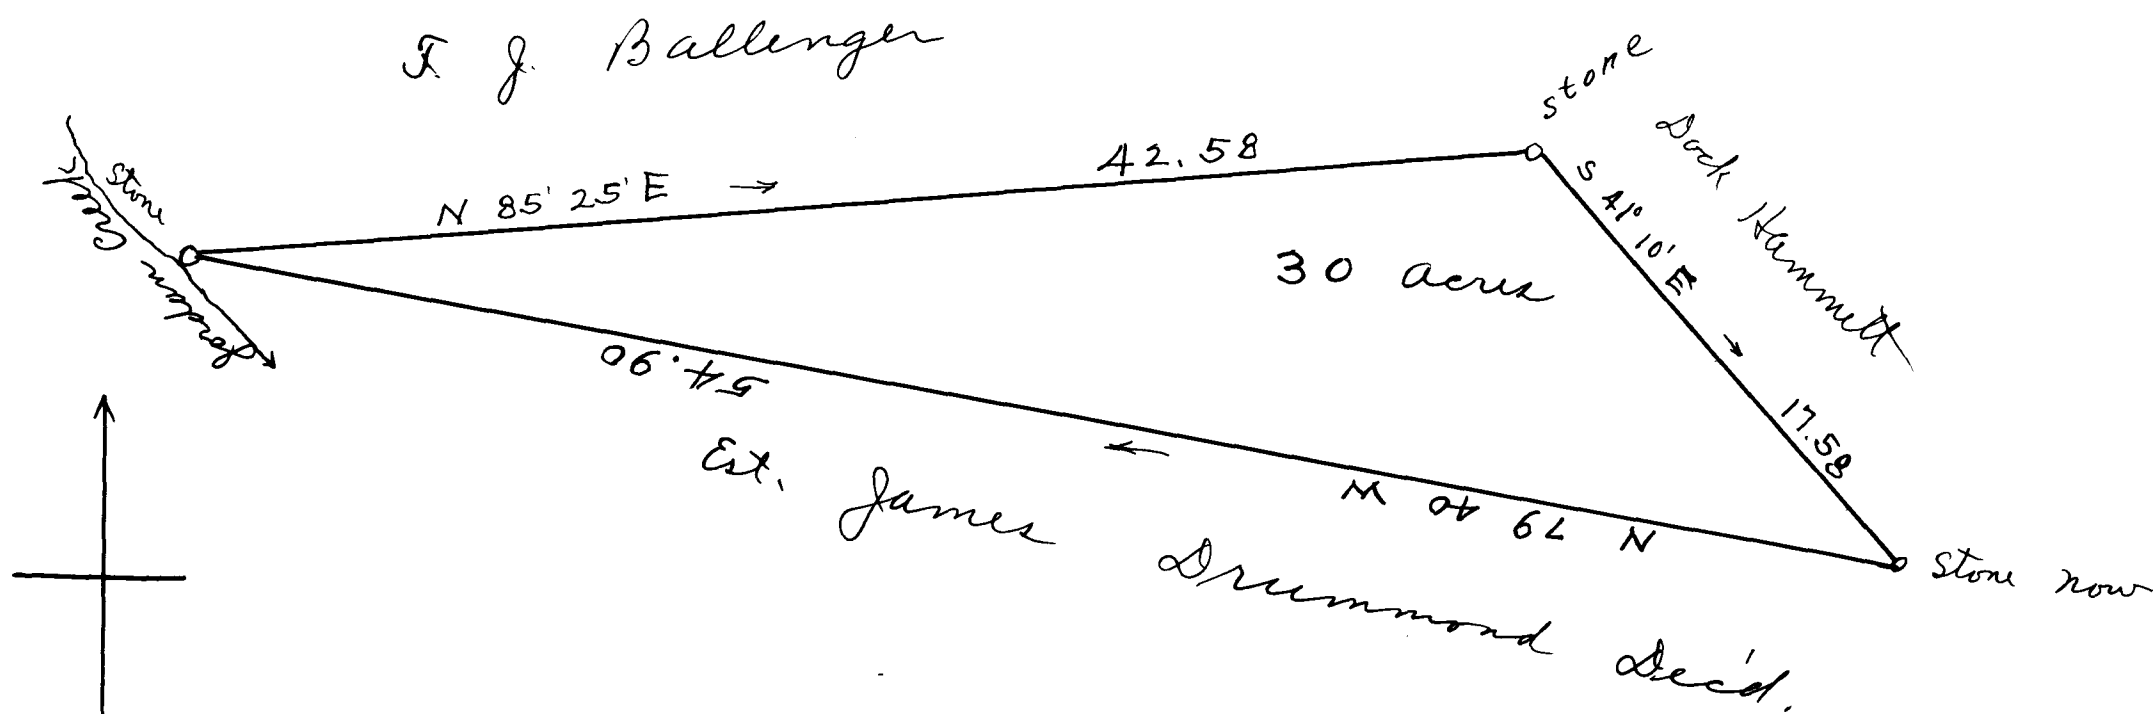 F. J. Ballenger
stone
Dock Hammett
stone
Jordan Creek
N 85' 25' E → 42.58
S 41° 10' E → 17.58
30 acres
54.90
N 79 40 W
Est. James Drummond Dec'd.
Stone now